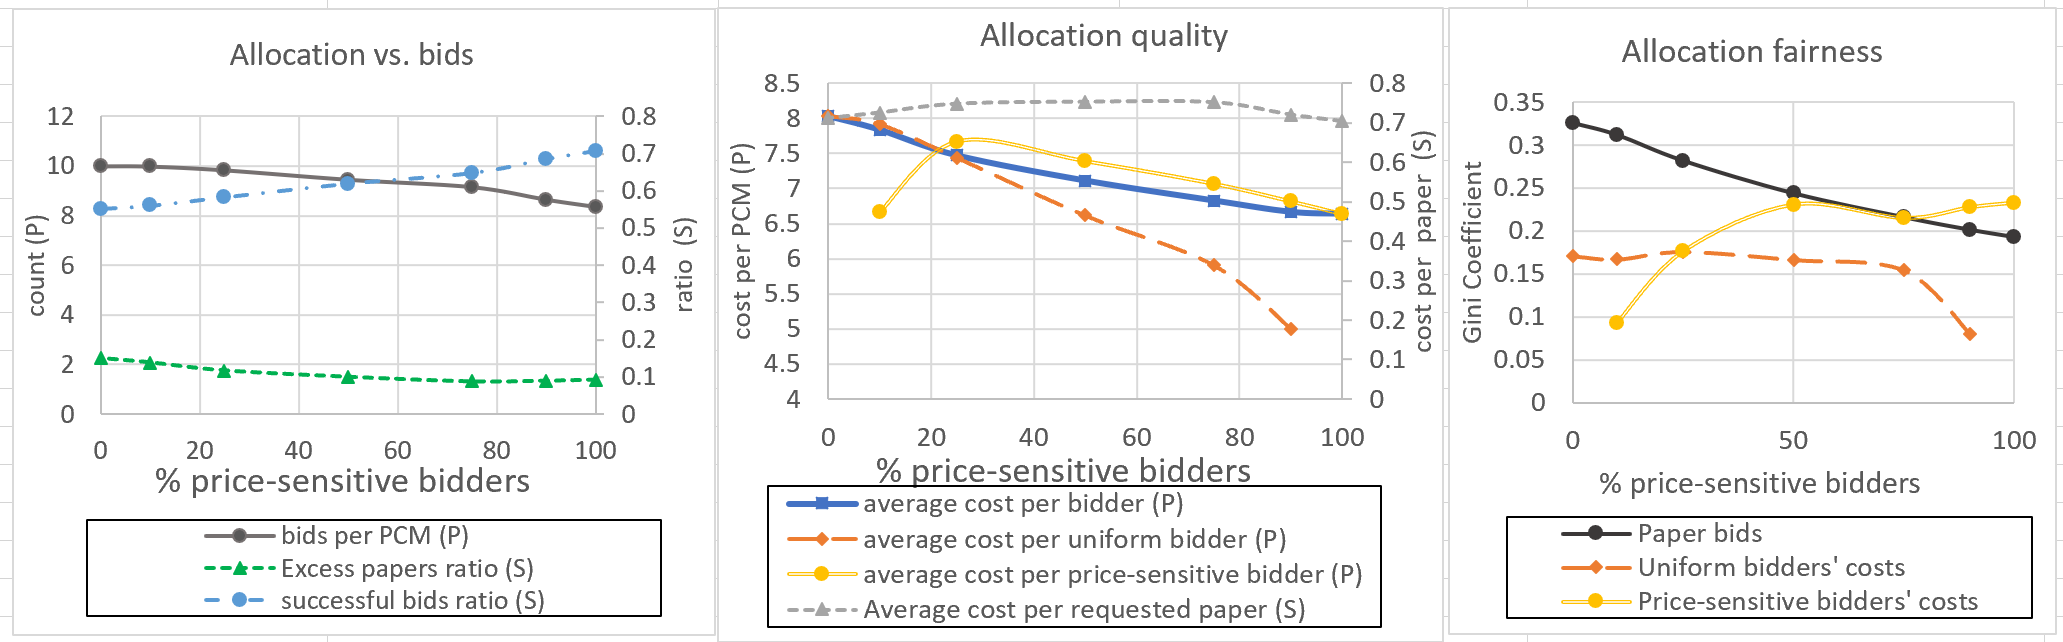 Allocation vs. bids
12
10
8
6
4
2
0
count (P)
0.8
0.7
0.6
0.5
0.4
0.3
0.2
0.1
0
ratio (S)
0 20 40 60 80 100
% price-sensitive bidders
bids per PCM (P)
Excess papers ratio (S)
successful bids ratio (S)
Allocation quality
8.5
8
7.5
7
6.5
6
5.5
5
4.5
4
cost per PCM (P)
0.8
0.7
0.6
0.5
0.4
0.3
0.2
0.1
0
cost per paper (S)
0 20 40 60 80 100
% price-sensitive bidders
average cost per bidder (P)
average cost per uniform bidder (P)
average cost per price-sensitive bidder (P)
Average cost per requested paper (S)
Allocation fairness
0.35
0.3
0.25
0.2
0.15
0.1
0.05
0
Gini Coefficient
0 50 100
% price-sensitive bidders
Paper bids
Uniform bidders' costs
Price-sensitive bidders' costs